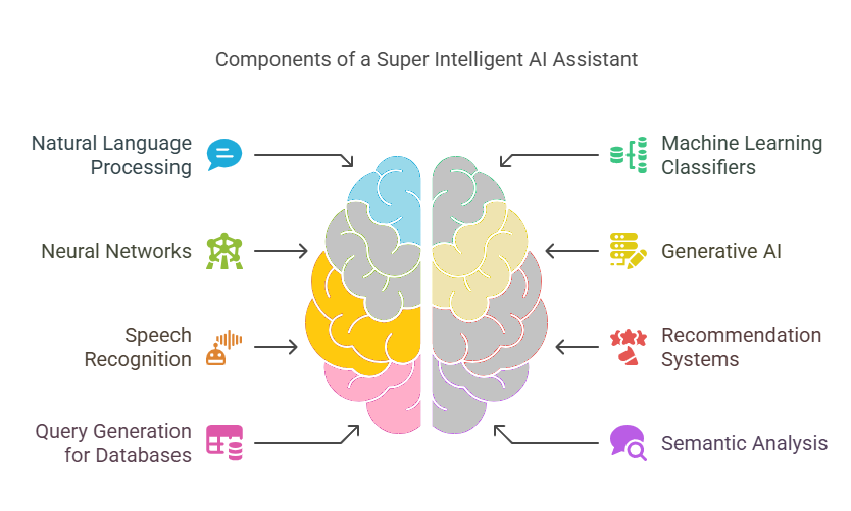 Components of a Super Intelligent AI Assistant
Natural Language
Processing
Machine Learning
Classifiers
Neural Networks
Generative AI
Speech
Recognition
Recommendation
Systems
Query Generation
for Databases
Semantic Analysis